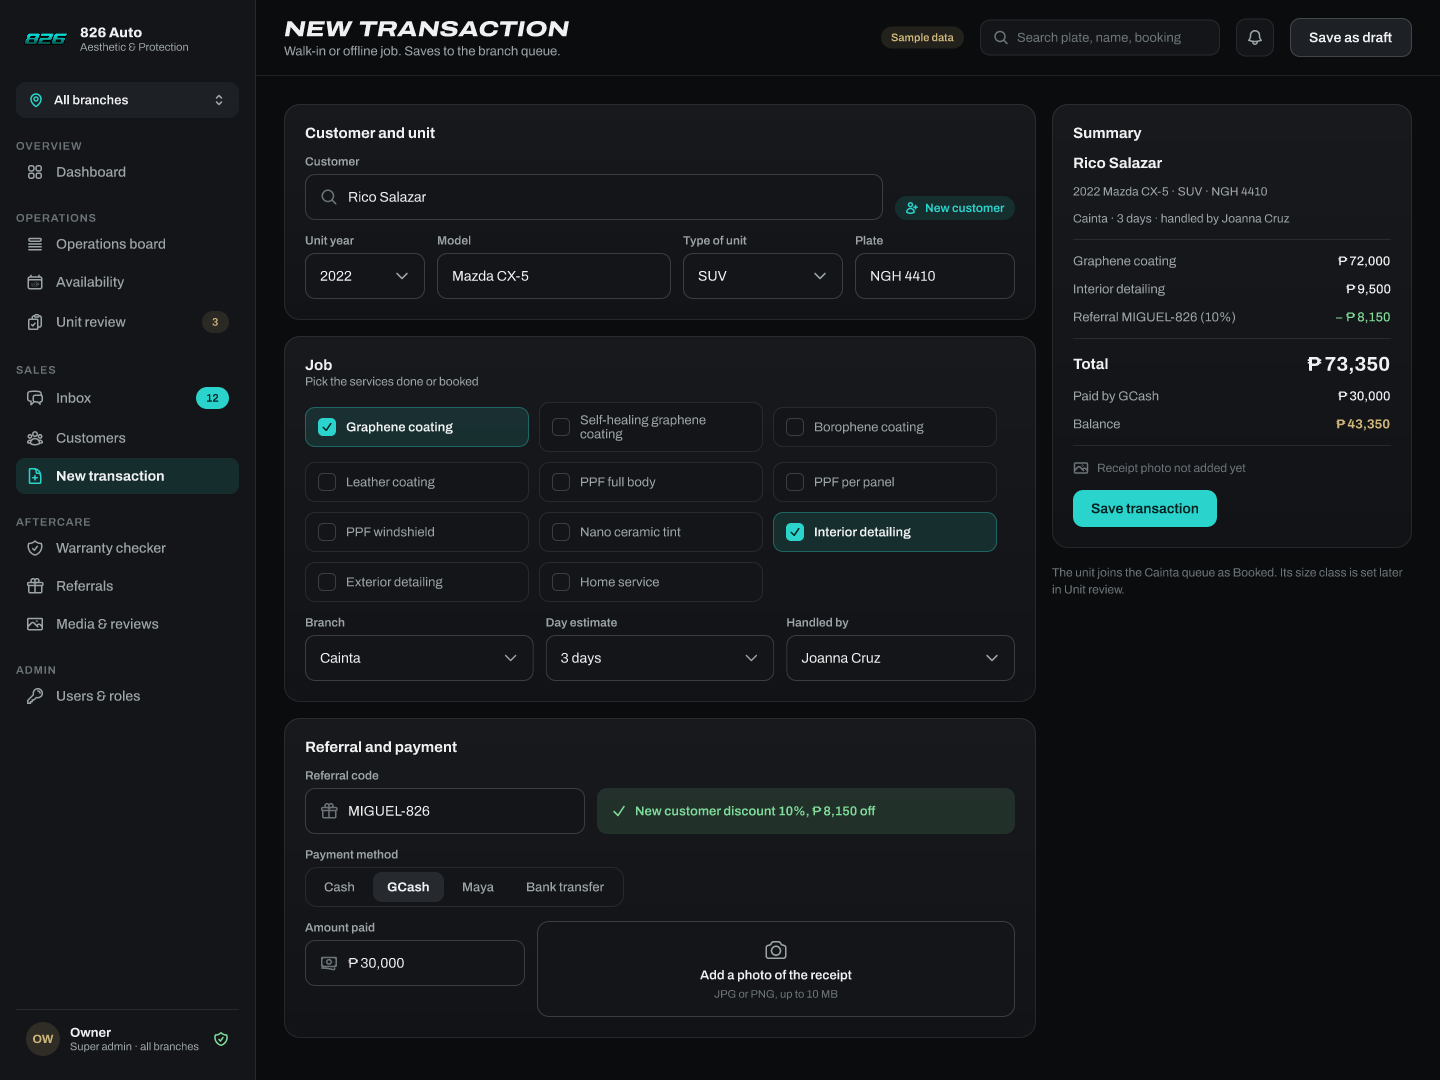 826
826 Auto
Aesthetic & Protection
All branches
OVERVIEW
Dashboard
OPERATIONS
Operations board
Availability
Unit review
3
SALES
Inbox
12
Customers
New transaction
AFTERCARE
Warranty checker
Referrals
Media & reviews
ADMIN
Users & roles
OW
Owner
Super admin · all branches
NEW TRANSACTION
Walk-in or offline job. Saves to the branch queue.
Sample data
Search plate, name, booking
Save as draft
Customer and unit
Customer
Rico Salazar
New customer
Unit year
Model
Type of unit
Plate
2022
Mazda CX-5
SUV
NGH 4410
Job
Pick the services done or booked
Graphene coating
Self-healing graphene
coating
Borophene coating
Leather coating
PPF full body
PPF per panel
PPF windshield
Nano ceramic tint
Interior detailing
Exterior detailing
Home service
Branch
Day estimate
Handled by
Cainta
3 days
Joanna Cruz
Referral and payment
Referral code
MIGUEL-826
New customer discount 10%, ₱8,150 off
Payment method
Cash
GCash
Maya
Bank transfer
Amount paid
₱30,000
Add a photo of the receipt
JPG or PNG, up to 10 MB
Summary
Rico Salazar
2022 Mazda CX-5 · SUV · NGH 4410
Cainta · 3 days · handled by Joanna Cruz
Graphene coating ₱72,000
Interior detailing ₱9,500
Referral MIGUEL-826 (10%) – ₱8,150
Total ₱73,350
Paid by GCash ₱30,000
Balance ₱43,350
Receipt photo not added yet
Save transaction
The unit joins the Cainta queue as Booked. Its size class is set later
in Unit review.